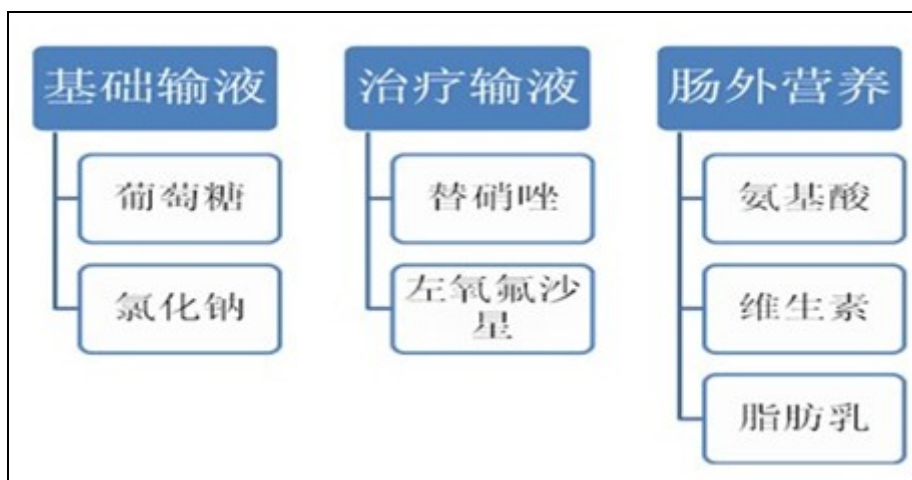 基础输液
葡萄糖
氯化钠
治疗输液
替硝唑
左氧氟沙
星
肠外营养
氨基酸
维生素
脂肪乳